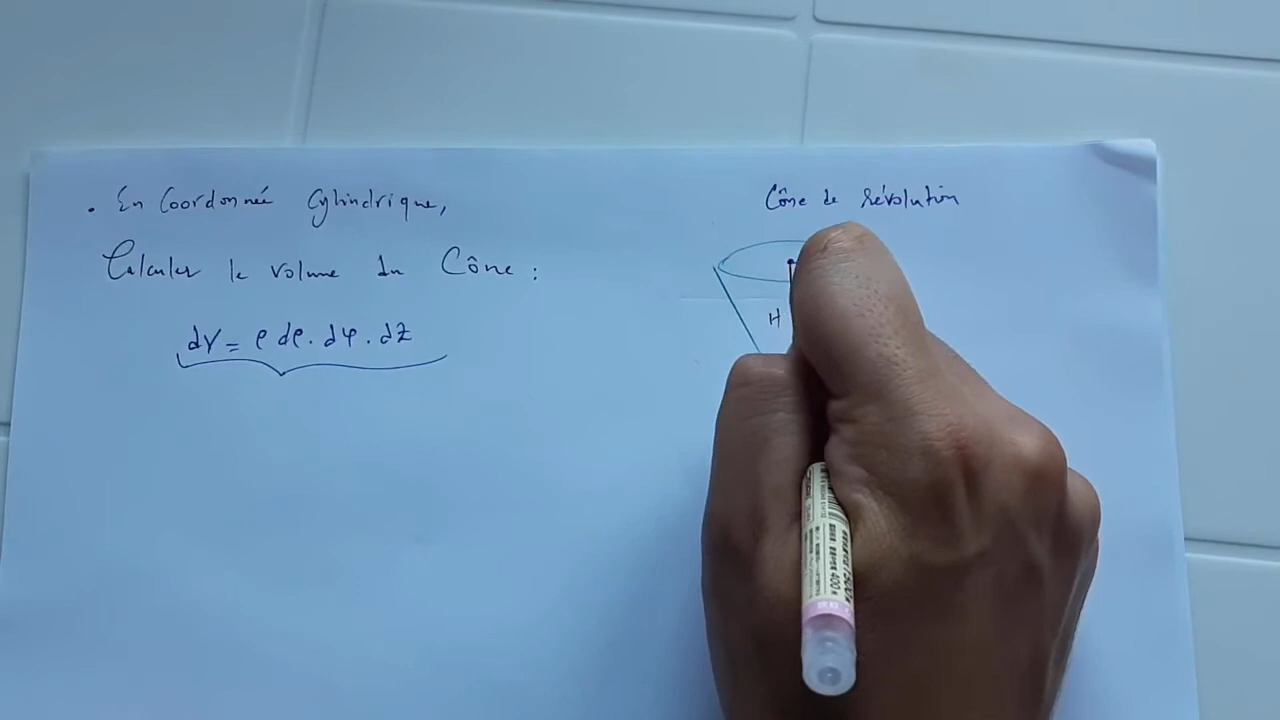 . En Coordonnée Cylindrique,
Calculer le volume du Cône :
dV = ρ dρ. dφ. dz
Cône de révolution
H